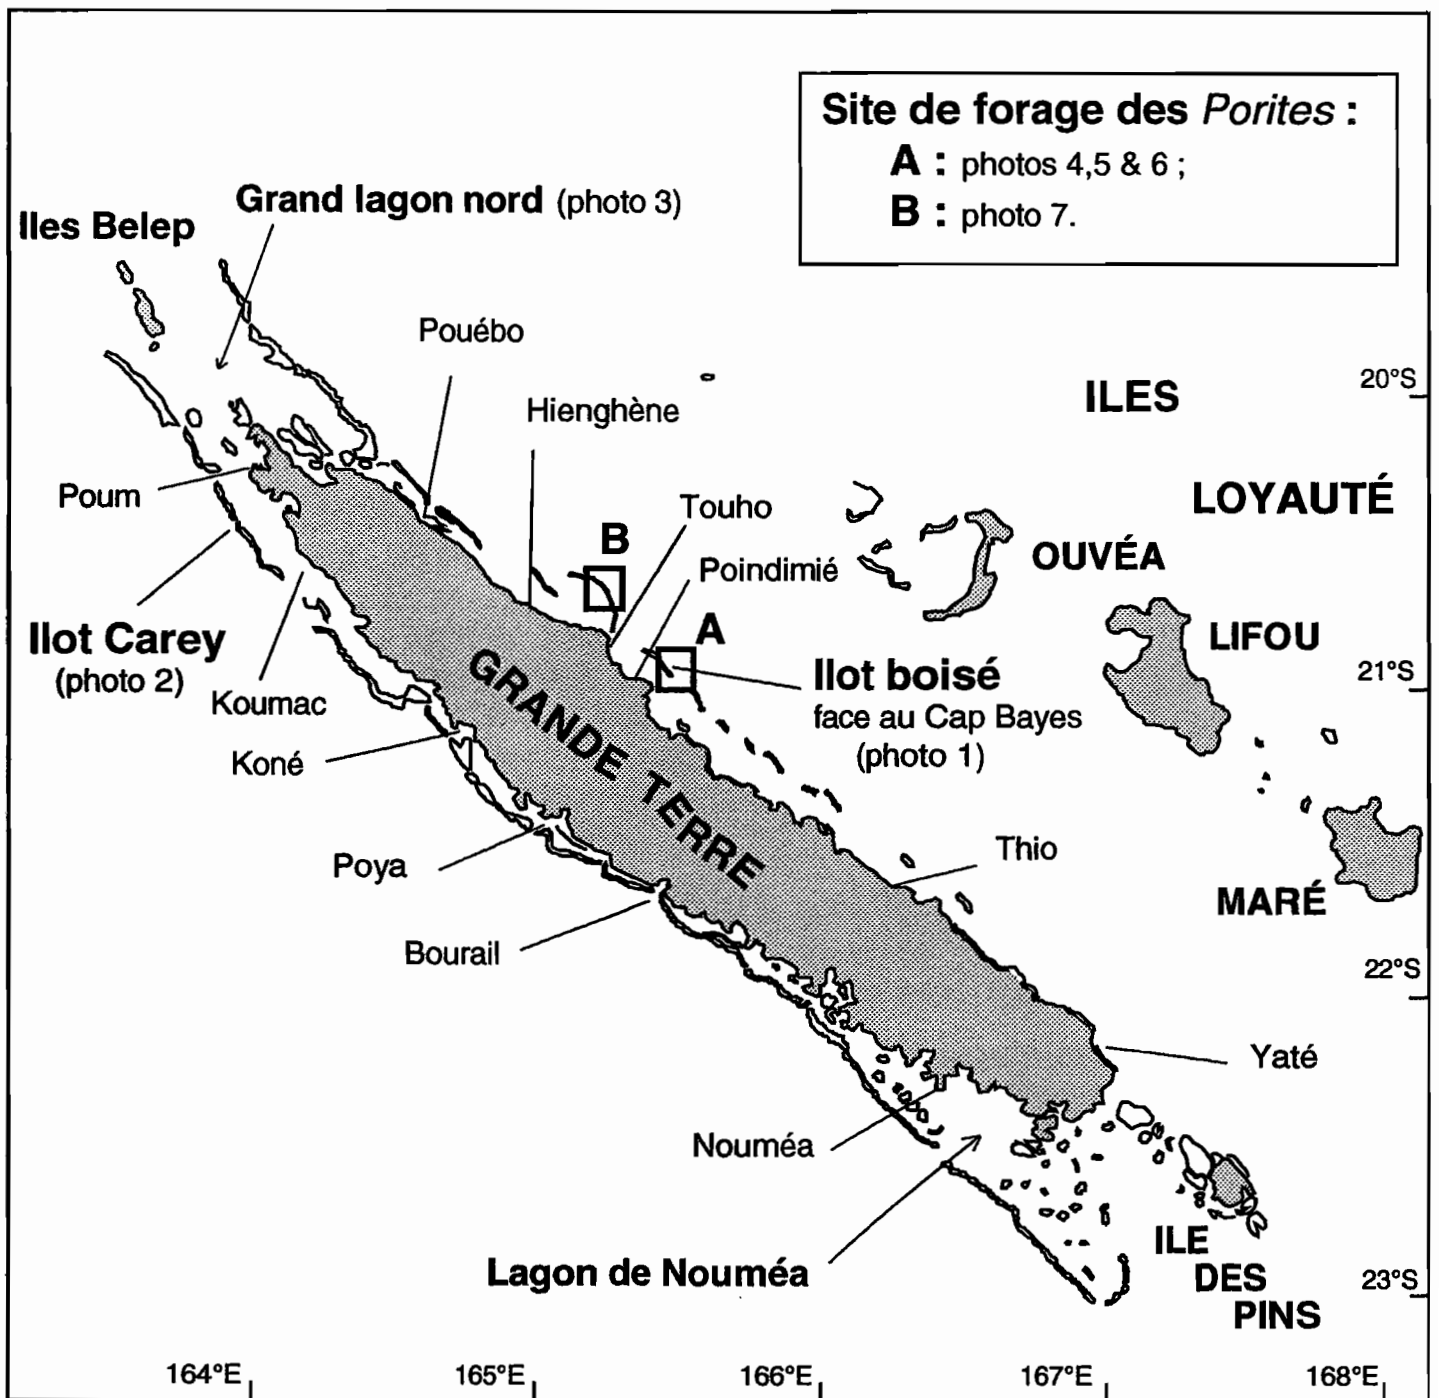 Site de forage des Porites :
A : photos 4,5 & 6 ;
B : photo 7.
Grand lagon nord (photo 3)
Iles Belep
Pouébo
Hienghène
20°S
ILES
Poum
Touho
LOYAUTÉ
B
Poindimié
OUVÉA
Ilot Carey
(photo 2)
A
LIFOU
Ilot boisé
face au Cap Bayes
(photo 1)
21°S
Koumac
GRANDE TERRE
Koné
Poya
Thio
MARÉ
Bourail
22°S
Yaté
Nouméa
Lagon de Nouméa
ILE
DES
PINS
23°S
164°E
165°E
166°E
167°E
168°E